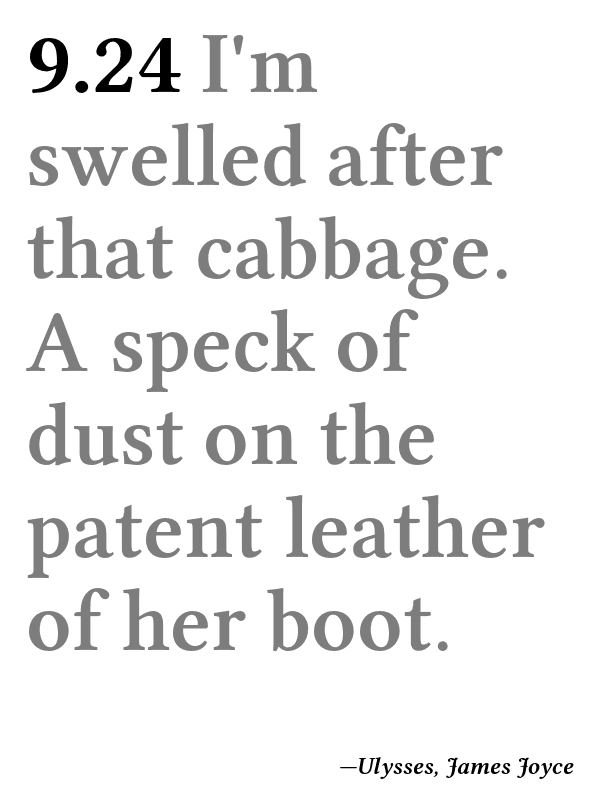 9.24 I'm
swelled after
that cabbage.
A speck of
dust on the
patent leather
of her boot.
—Ulysses, James Joyce